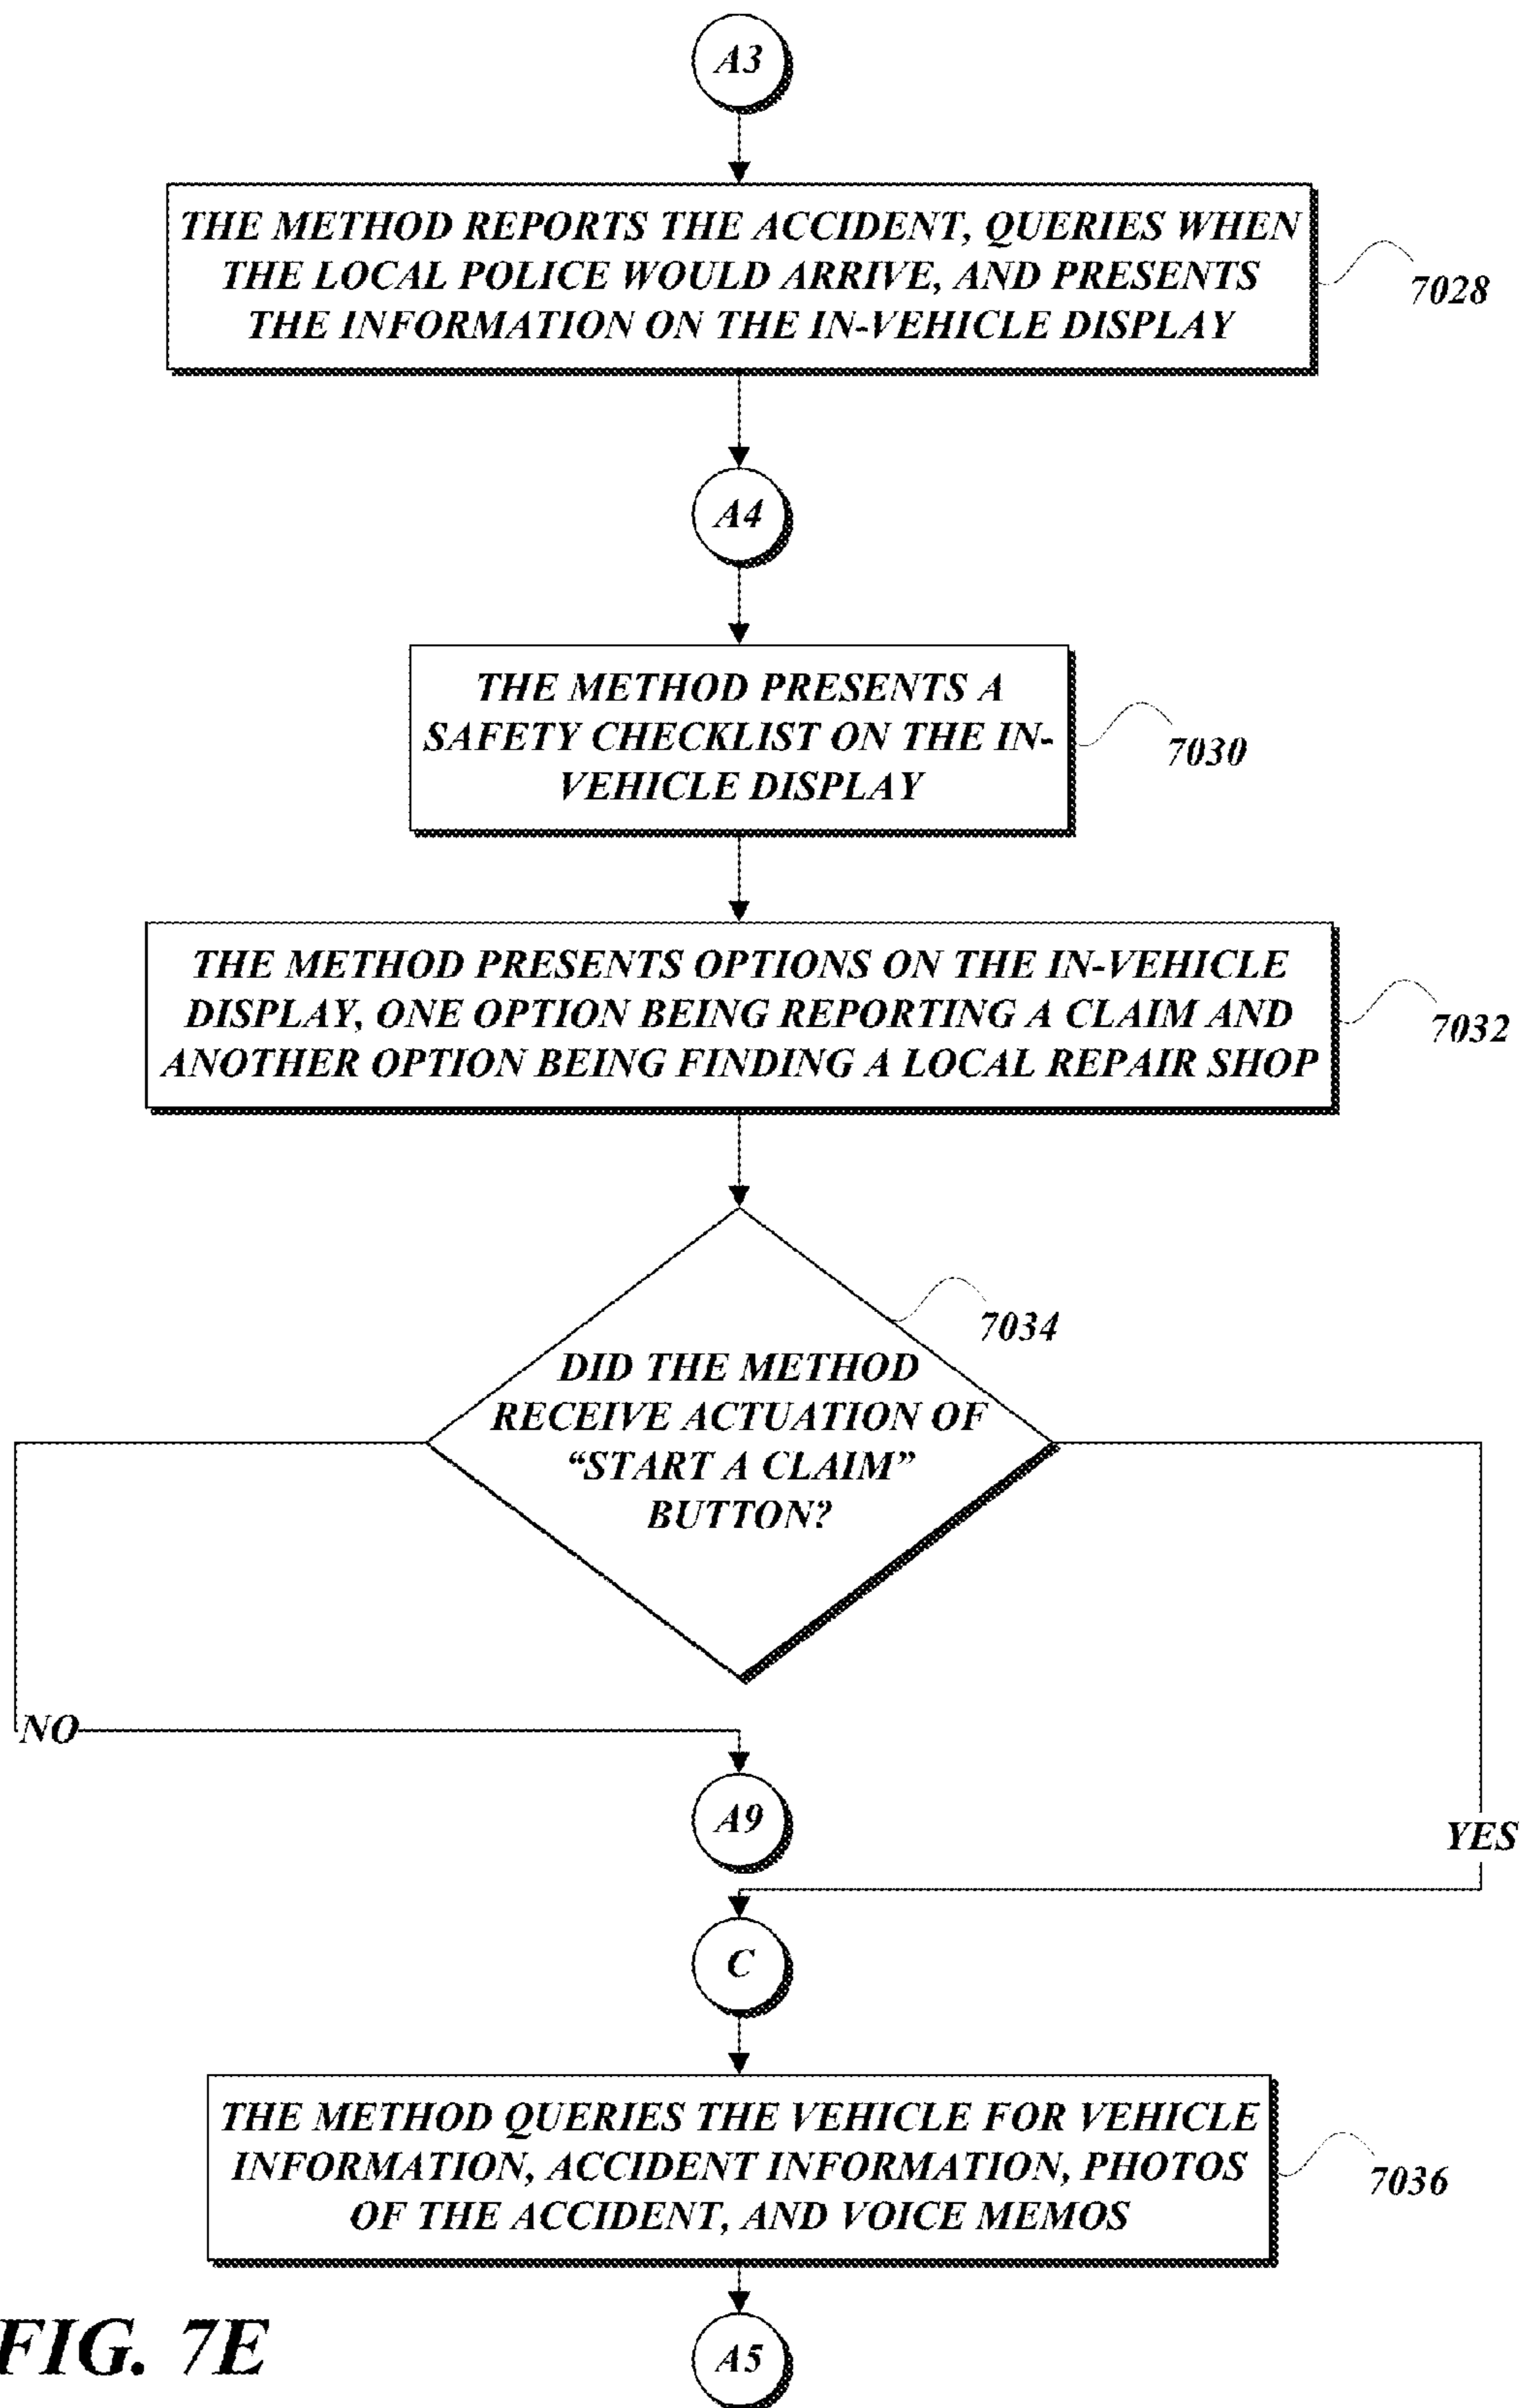 A3
THE METHOD REPORTS THE ACCIDENT, QUERIES WHEN
THE LOCAL POLICE WOULD ARRIVE, AND PRESENTS
THE INFORMATION ON THE IN-VEHICLE DISPLAY
7028
A4
THE METHOD PRESENTS A
SAFETY CHECKLIST ON THE IN-
VEHICLE DISPLAY
7030
THE METHOD PRESENTS OPTIONS ON THE IN-VEHICLE
DISPLAY, ONE OPTION BEING REPORTING A CLAIM AND
ANOTHER OPTION BEING FINDING A LOCAL REPAIR SHOP
7032
7034
DID THE METHOD
RECEIVE ACTUATION OF
“START A CLAIM”
BUTTON?
NO
A9
YES
C
THE METHOD QUERIES THE VEHICLE FOR VEHICLE
INFORMATION, ACCIDENT INFORMATION, PHOTOS
OF THE ACCIDENT, AND VOICE MEMOS
7036
A5
FIG. 7E